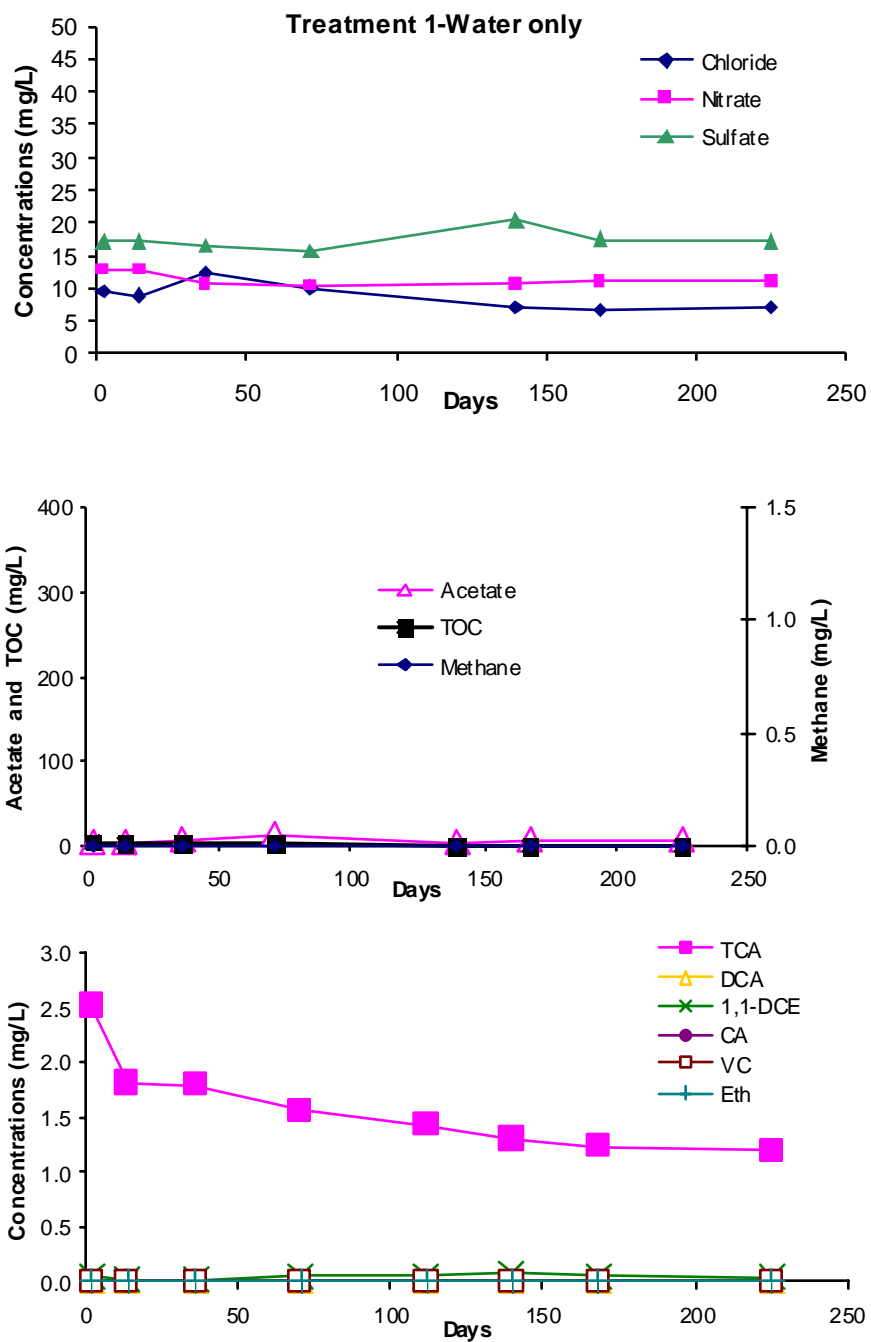 Treatment 1-Water only
50
45
40
35
30
25
20
15
10
5
0
Concentrations (mg/L)
Chloride
Nitrate
Sulfate
0 50 100 150 200 250
Days
400
300
200
100
0
Acetate and TOC (mg/L)
Acetate
TOC
Methane
1.5
1.0
0.5
0.0
Methane (mg/L)
0 50 100 150 200 250
Days
3.0
2.5
2.0
1.5
1.0
0.5
0.0
Concentrations (mg/L)
TCA
DCA
1,1-DCE
CA
VC
Eth
0 50 100 150 200 250
Days